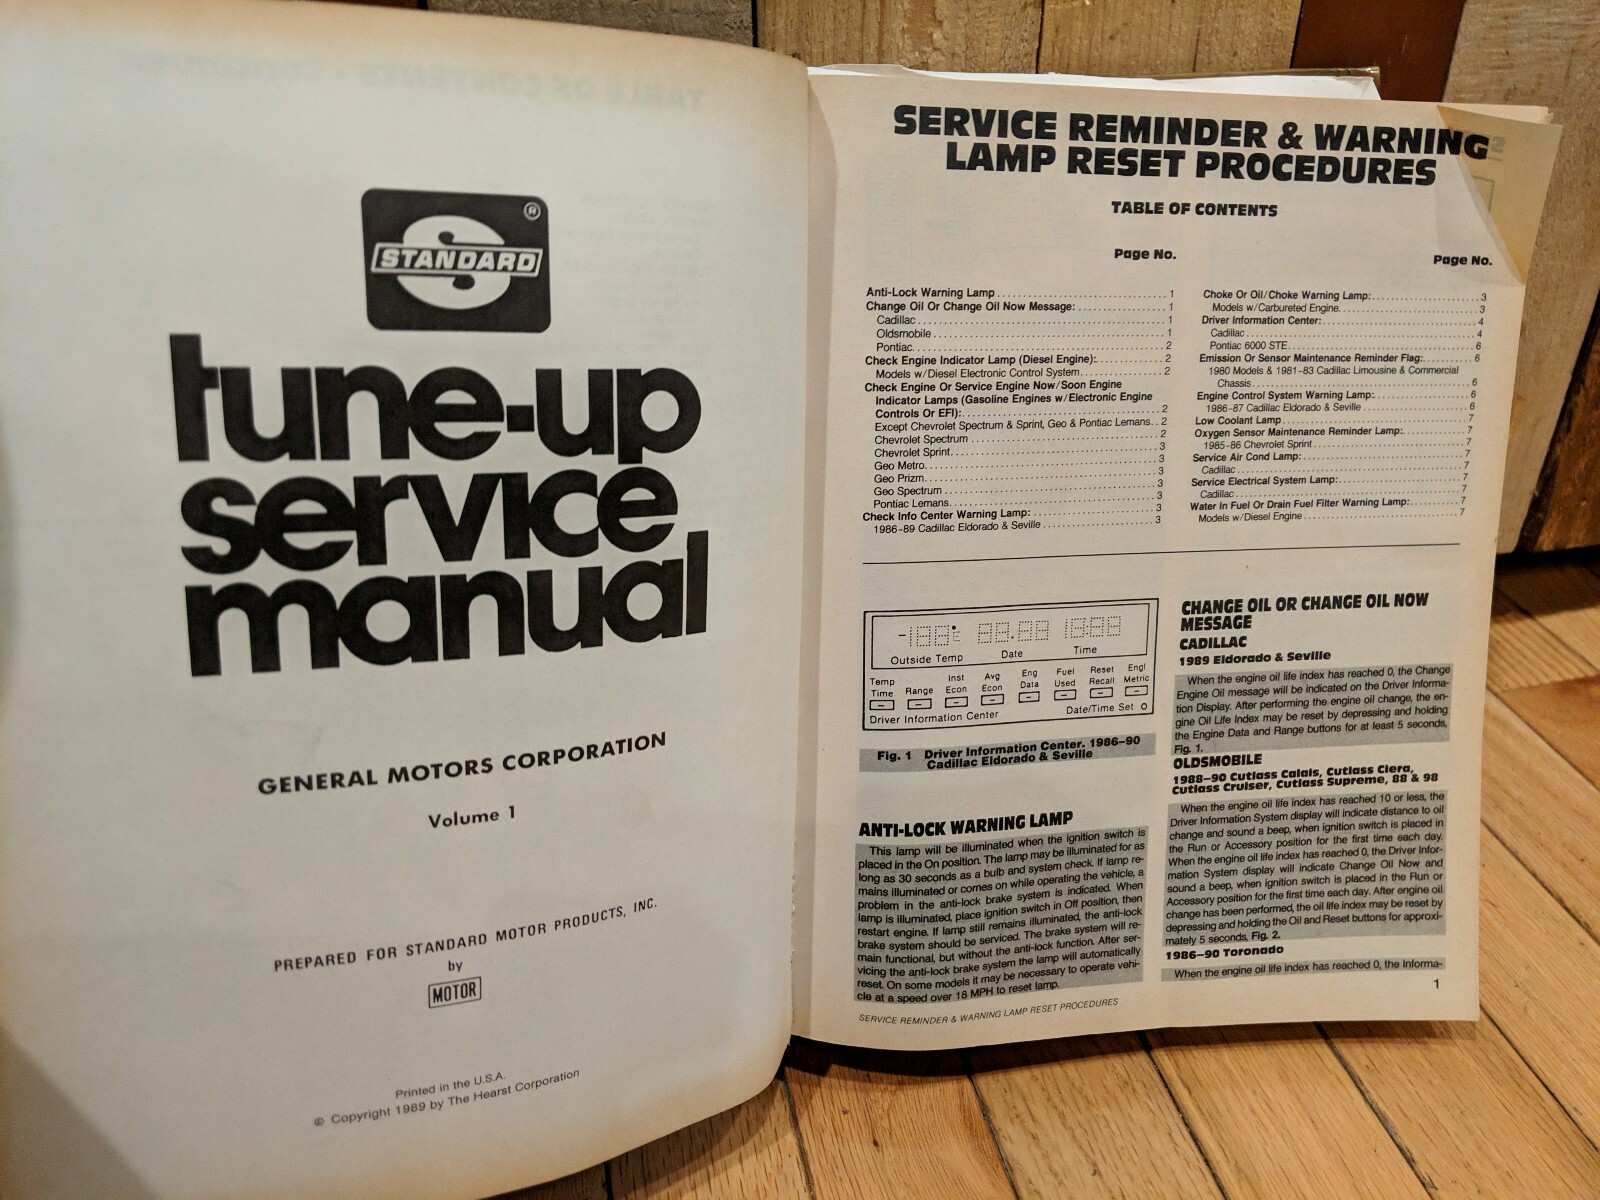 ®
STANDARD
tune-up
service
manual
GENERAL MOTORS CORPORATION
Volume 1
PREPARED FOR STANDARD MOTOR PRODUCTS, INC.
by
MOTOR
Printed in the U.S.A.
© Copyright 1989 by The Hearst Corporation
SERVICE REMINDER & WARNING
LAMP RESET PROCEDURES
TABLE OF CONTENTS
Page No.
Anti-Lock Warning Lamp 1
Change Oil Or Change Oil Now Message: 1
Cadillac 1
Oldsmobile 1
Pontiac 2
Check Engine Indicator Lamp (Diesel Engine): 2
Models w/Diesel Electronic Control System 2
Check Engine Or Service Engine Now/Soon Engine
Indicator Lamps (Gasoline Engines w/Electronic Engine
Controls Or EFI): 2
Except Chevrolet Spectrum & Sprint, Geo & Pontiac Lemans 2
Chevrolet Spectrum 2
Chevrolet Sprint 3
Geo Metro 3
Geo Prizm 3
Geo Spectrum 3
Pontiac Lemans 3
Check Info Center Warning Lamp: 3
1986-89 Cadillac Eldorado & Seville 3
Page No.
Choke Or Oil/Choke Warning Lamp: 3
Models w/Carbureted Engine 3
Driver Information Center: 4
Cadillac 4
Pontiac 6000 STE 6
Emission Or Sensor Maintenance Reminder Flag: 6
1980 Models & 1981-83 Cadillac Limousine & Commercial
Chassis 6
Engine Control System Warning Lamp: 6
1986-87 Cadillac Eldorado & Seville 6
Low Coolant Lamp 7
Oxygen Sensor Maintenance Reminder Lamp: 7
1985-86 Chevrolet Sprint 7
Service Air Cond Lamp: 7
Cadillac 7
Service Electrical System Lamp: 7
Cadillac 7
Water In Fuel Or Drain Fuel Filter Warning Lamp: 7
Models w/Diesel Engine 7
Outside Temp Date Time
Temp Time Range Inst Econ Avg Econ Eng Data Fuel Used Reset Recall Engl Metric
Driver Information Center Date/Time Set
Fig. 1 Driver Information Center. 1986-90
Cadillac Eldorado & Seville
ANTI-LOCK WARNING LAMP
This lamp will be illuminated when the ignition switch is
placed in the On position. The lamp may be illuminated for as
long as 30 seconds as a bulb and system check. If lamp re-
mains illuminated or comes on while operating the vehicle, a
problem in the anti-lock brake system is indicated. When
lamp is illuminated, place ignition switch in Off position, then
restart engine. If lamp still remains illuminated, the anti-lock
brake system should be serviced. The brake system will re-
main functional, but without the anti-lock function. After ser-
vicing the anti-lock brake system the lamp will automatically
reset. On some models it may be necessary to operate vehi-
cle at a speed over 18 MPH to reset lamp.
CHANGE OIL OR CHANGE OIL NOW
MESSAGE
CADILLAC
1989 Eldorado & Seville
When the engine oil life index has reached 0, the Change
Engine Oil message will be indicated on the Driver Informa-
tion Display. After performing the engine oil change, the en-
gine Oil Life Index may be reset by depressing and holding
the Engine Data and Range buttons for at least 5 seconds,
Fig. 1.
OLDSMOBILE
1988-90 Cutlass Calais, Cutlass Ciera,
Cutlass Cruiser, Cutlass Supreme, 88 & 98
When the engine oil life index has reached 10 or less, the
Driver Information System display will indicate distance to oil
change and sound a beep, when ignition switch is placed in
the Run or Accessory position for the first time each day.
When the engine oil life index has reached 0, the Driver Infor-
mation System display will indicate Change Oil Now and
sound a beep, when ignition switch is placed in the Run or
Accessory position for the first time each day. After engine oil
change has been performed, the oil life index may be reset by
depressing and holding the Oil and Reset buttons for approxi-
mately 5 seconds, Fig. 2.
1986-90 Toronado
When the engine oil life index has reached 0, the Informa-
SERVICE REMINDER & WARNING LAMP RESET PROCEDURES
1